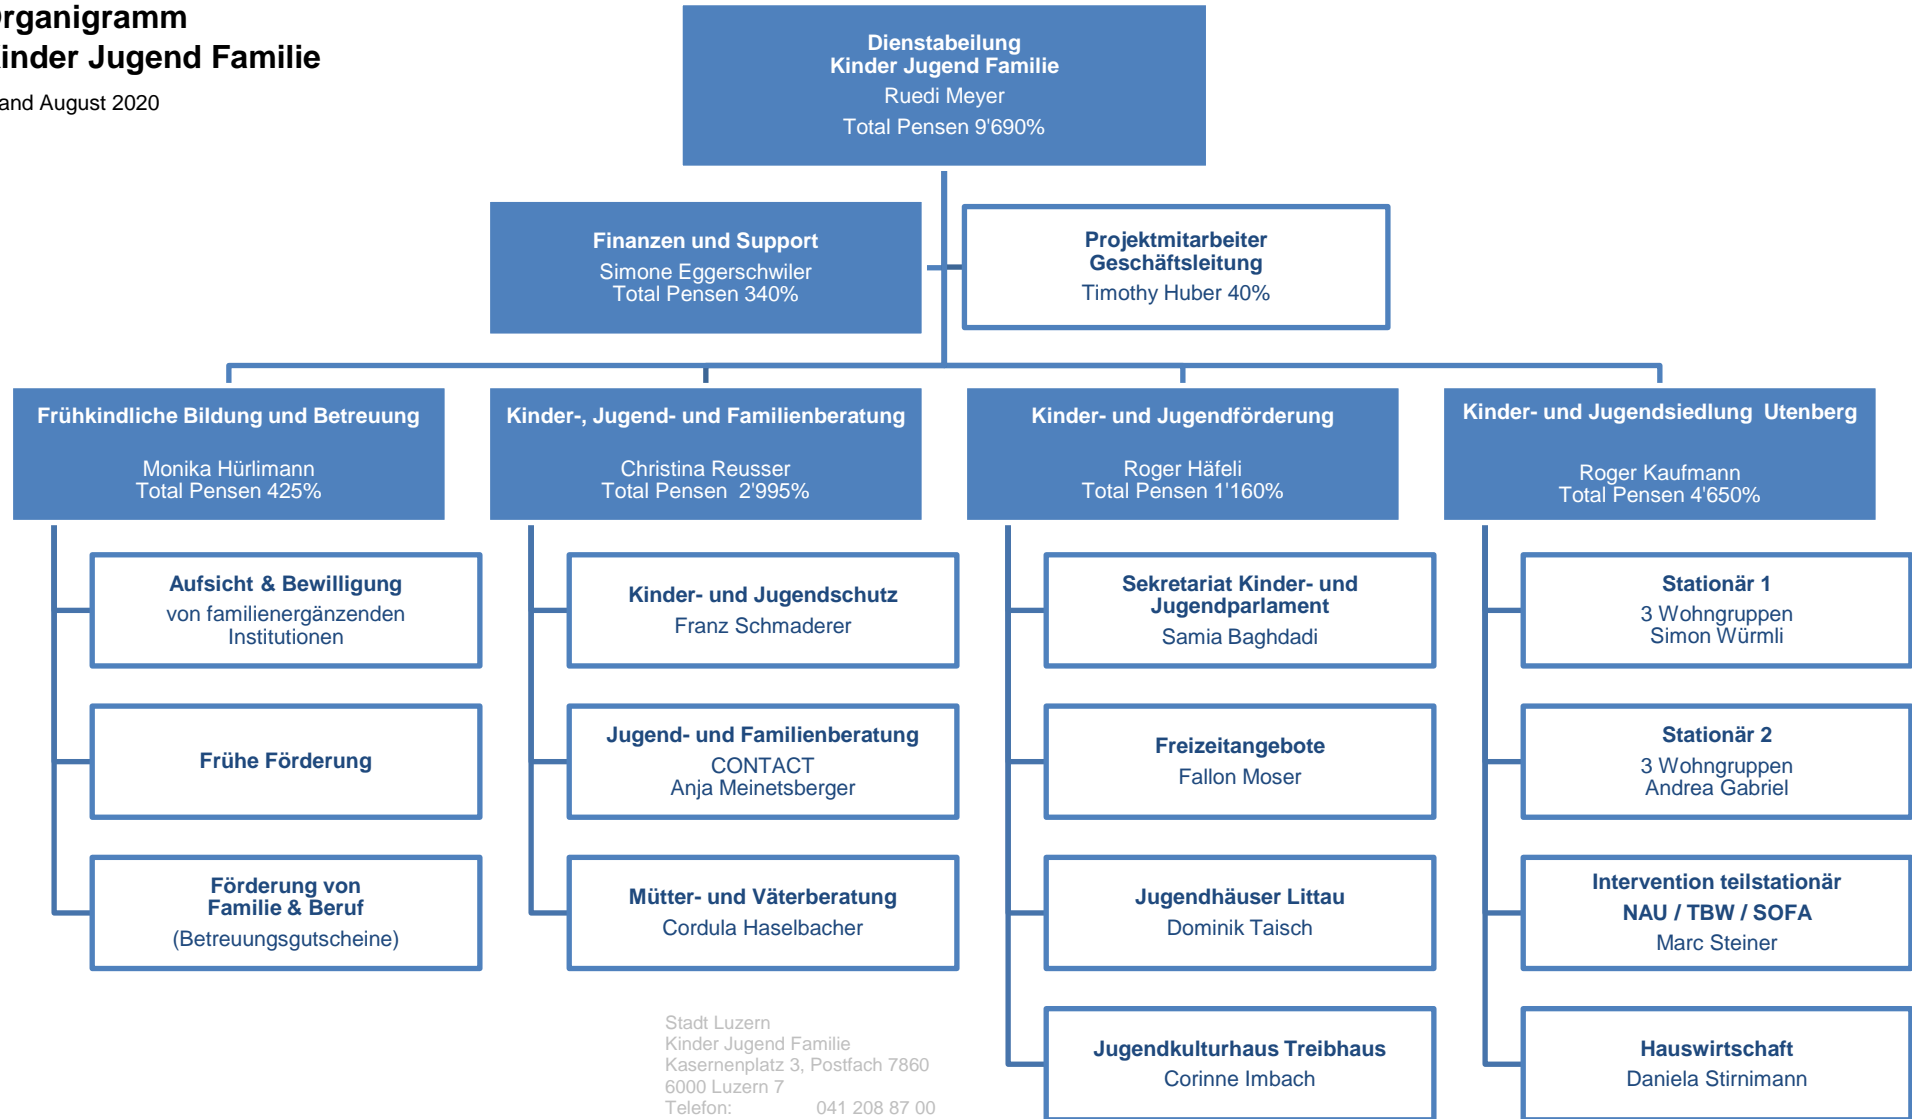 Organigramm
Kinder Jugend Familie
tand August 2020
Dienstabeilung
Kinder Jugend Familie
Ruedi Meyer
Total Pensen 9'690%
Finanzen und Support
Simone Eggerschwiler
Total Pensen 340%
Projektmitarbeiter
Geschäftsleitung
Timothy Huber 40%
Frühkindliche Bildung und Betreuung
Monika Hürlimann
Total Pensen 425%
Kinder-, Jugend- und Familienberatung
Christina Reusser
Total Pensen 2'995%
Kinder- und Jugendförderung
Roger Häfeli
Total Pensen 1'160%
Kinder- und Jugendsiedlung Utenberg
Roger Kaufmann
Total Pensen 4'650%
Aufsicht & Bewilligung
von familienergänzenden
Institutionen
Frühe Förderung
Förderung von
Familie & Beruf
(Betreuungsgutscheine)
Kinder- und Jugendschutz
Franz Schmaderer
Jugend- und Familienberatung
CONTACT
Anja Meinetsberger
Mütter- und Väterberatung
Cordula Haselbacher
Sekretariat Kinder- und
Jugendparlament
Samia Baghdadi
Freizeitangebote
Fallon Moser
Jugendhäuser Littau
Dominik Taisch
Jugendkulturhaus Treibhaus
Corinne Imbach
Stationär 1
3 Wohngruppen
Simon Würmli
Stationär 2
3 Wohngruppen
Andrea Gabriel
Intervention teilstationär
NAU / TBW / SOFA
Marc Steiner
Hauswirtschaft
Daniela Stirnimann
Stadt Luzern
Kinder Jugend Familie
Kasernenplatz 3, Postfach 7860
6000 Luzern 7
Telefon: 041 208 87 00